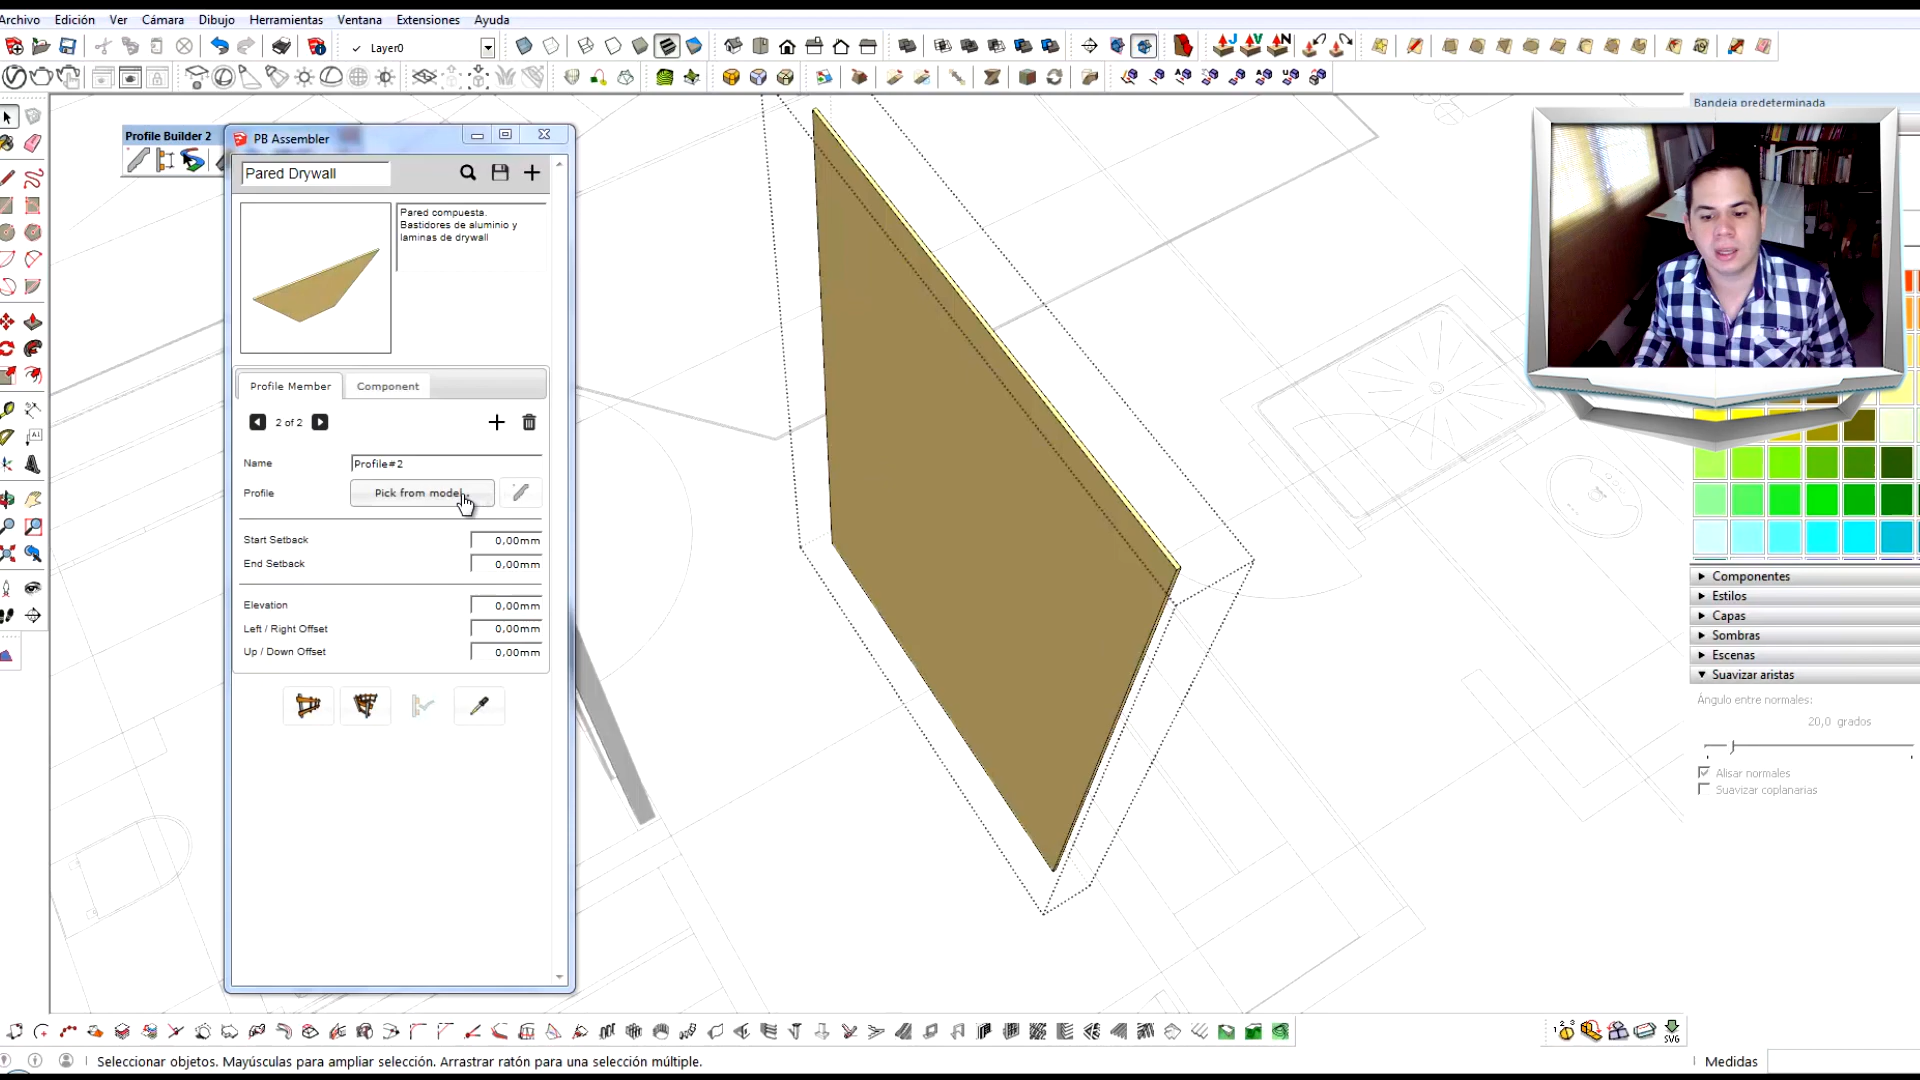 Archivo Edición Ver Cámara Dibujo Herramientas Ventana Extensiones Ayuda
Layer0
Bandeja predeterminada
Profile Builder 2
PB Assembler
Pared Drywall
Pared compuesta.
Bastidores de aluminio y
laminas de drywall
Profile Member Component
2 of 2
Name Profile#2
Profile Pick from model
Start Setback 0,00mm
End Setback 0,00mm
Elevation 0,00mm
Left / Right Offset 0,00mm
Up / Down Offset 0,00mm
Componentes
Estilos
Capas
Sombras
Escenas
Suavizar aristas
Ángulo entre normales:
20,0 grados
Alisar normales
Suavizar coplanarias
SVG
Seleccionar objetos. Mayúsculas para ampliar selección. Arrastrar ratón para una selección múltiple.
Medidas